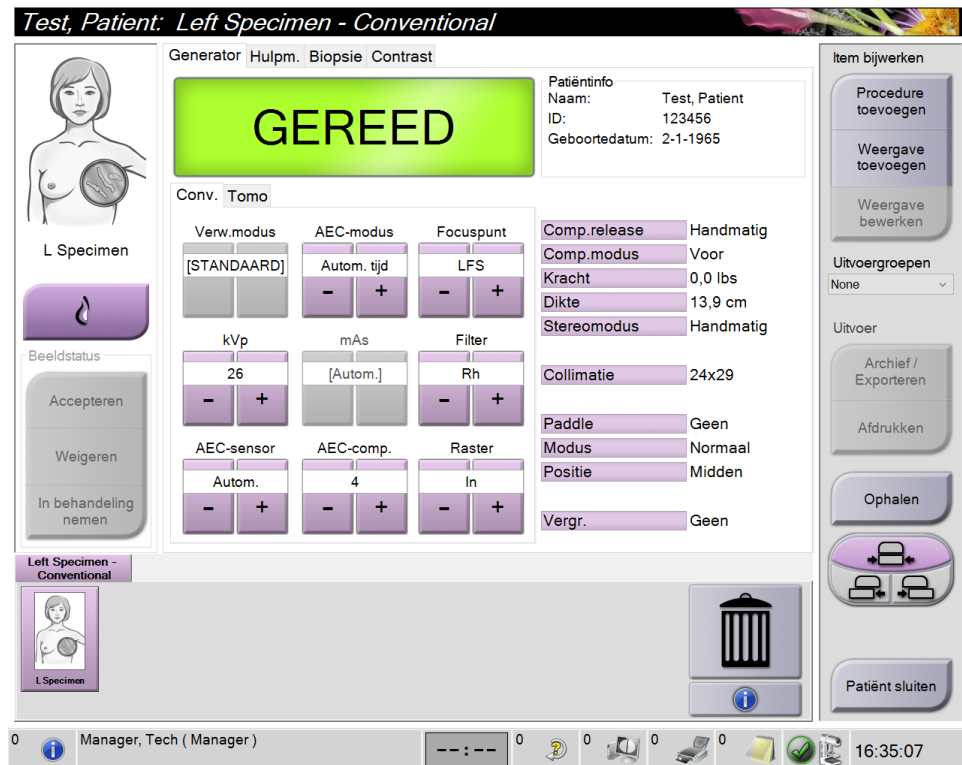 Test, Patient: Left Specimen - Conventional
Generator Hulpm. Biopsie Contrast
GEREED
Patiëntinfo
Naam: Test, Patient
ID: 123456
Geboortedatum: 2-1-1965
L Specimen
Beeldstatus
Accepteren
Weigeren
In behandeling
nemen
Conv. Tomo
Verw.modus AEC-modus Focuspunt
[STANDAARD] Autom. tijd LFS
- + - +
kVp mAs Filter
26 [Autom.] Rh
- + - +
AEC-sensor AEC-comp. Raster
Autom. 4 In
- + - + - +
Comp.release Handmatig
Comp.modus Voor
Kracht 0,0 lbs
Dikte 13,9 cm
Stereomodus Handmatig
Collimatie 24x29
Paddle Geen
Modus Normaal
Positie Midden
Vergr. Geen
Item bijwerken
Procedure
toevoegen
Weergave
toevoegen
Weergave
bewerken
Uitvoergroepen
None
Uitvoer
Archief /
Exporteren
Afdrukken
Ophalen
Patiënt sluiten
Left Specimen -
Conventional
L Specimen
0 Manager, Tech ( Manager ) --:-- 0 0 0 0 16:35:07